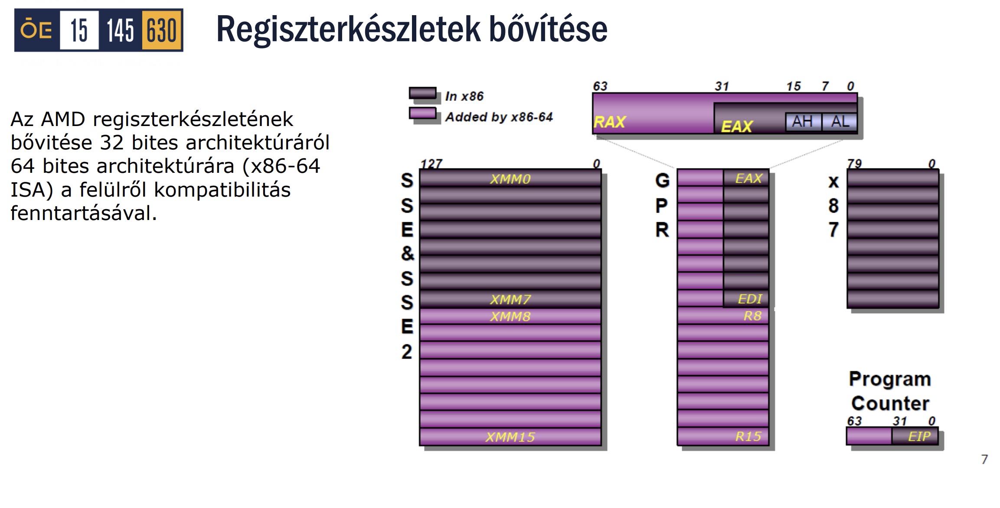 ŌE 15 145 630
Regiszterkészletek bővítése
Az AMD regiszterkészletének
bővitése 32 bites architektúráról
64 bites architektúrára (x86-64
ISA) a felülről kompatibilitás
fenntartásával.
In x86
Added by x86-64
63 31 15 7 0
RAX EAX AH AL
127 0
SSE&SSE2
XMM0
XMM7
XMM8
XMM15
GPR
EAX
EDI
R8
R15
79 0
x87
Program
Counter
63 31 0
EIP
7